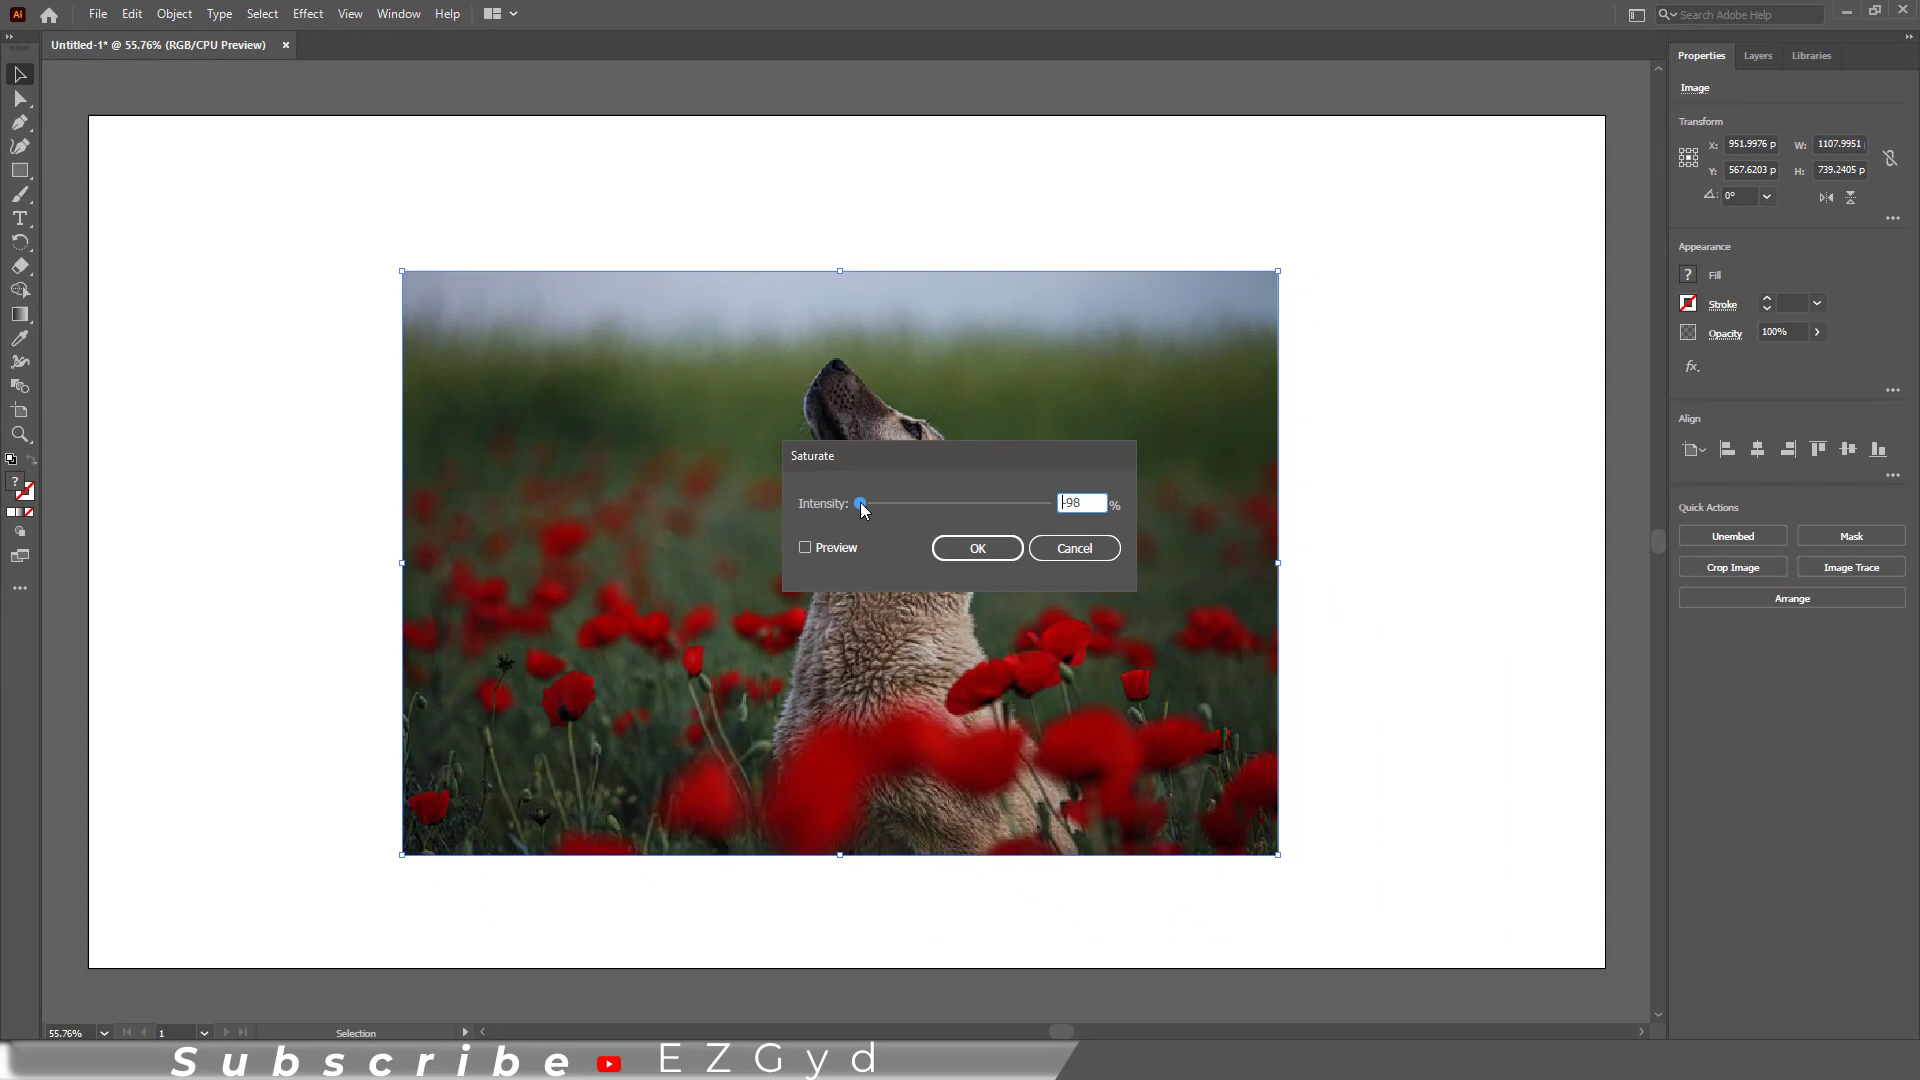 Ai File Edit Object Type Select Effect View Window Help Search Adobe Help
Untitled-1* @ 55.76% (RGB/CPU Preview)
Properties Layers Libraries
Image
Transform
X: 951.9976 p W: 1107.9951
Y: 567.6203 p H: 739.2405 p
0°
Appearance
? Fill
Stroke
Opacity 100%
fx.
Align
Quick Actions
Unembed Mask
Crop Image Image Trace
Arrange
Saturate
Intensity: -98 %
Preview OK Cancel
55.76% 1 Selection
Subscribe EZGyd